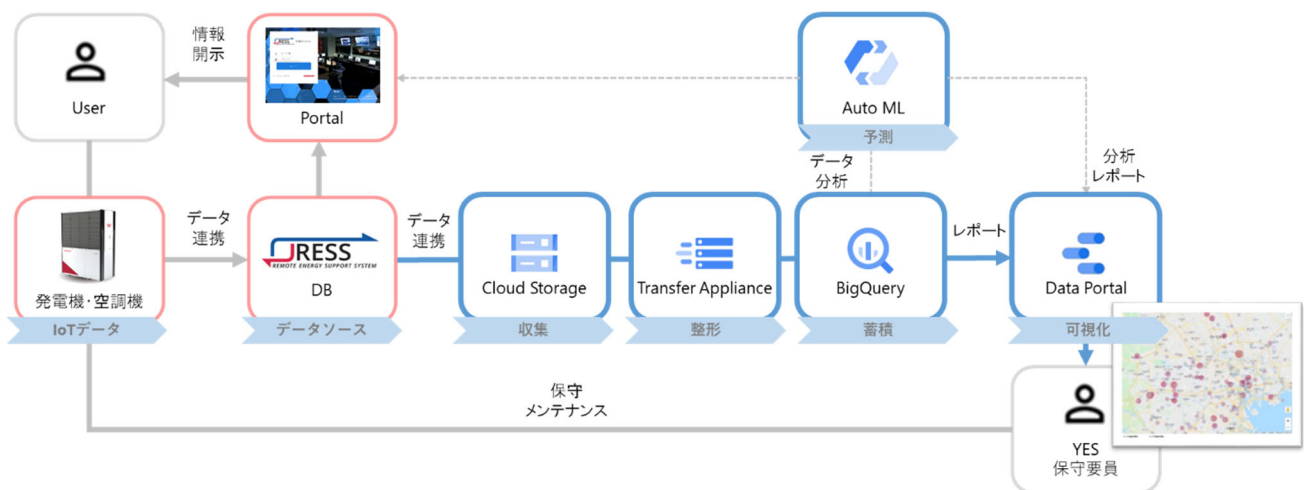 User
情報
開示
Portal
Auto ML
予測
データ
分析
分析
レポート
発電機・空調機
IoTデータ
データ
連携
RESS
REMOTE ENERGY SUPPORT SYSTEM
DB
データソース
データ
連携
Cloud Storage
収集
Transfer Appliance
整形
BigQuery
蓄積
レポート
Data Portal
可視化
保守
メンテナンス
YES
保守要員